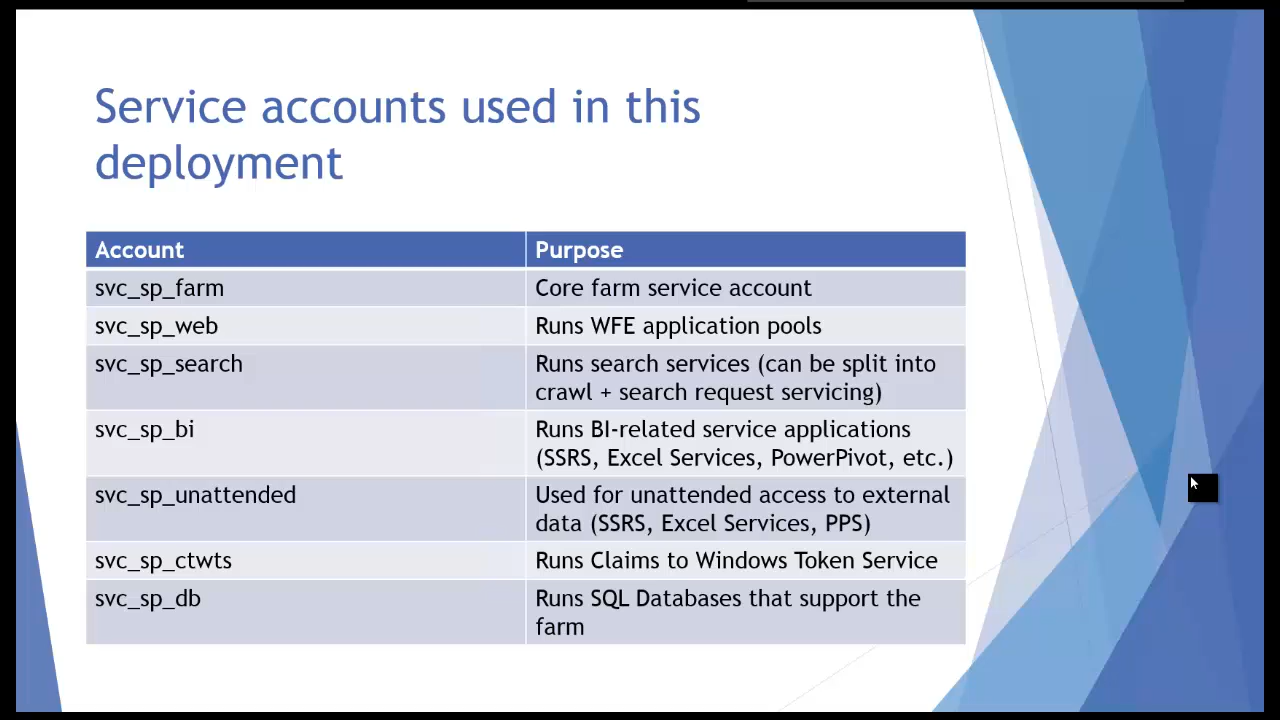 Service accounts used in this
deployment
Account
Purpose
svc_sp_farm
Core farm service account
svc_sp_web
Runs WFE application pools
svc_sp_search
Runs search services (can be split into
crawl + search request servicing)
svc_sp_bi
Runs BI-related service applications
(SSRS, Excel Services, PowerPivot, etc.)
svc_sp_unattended
Used for unattended access to external
data (SSRS, Excel Services, PPS)
svc_sp_ctwts
Runs Claims to Windows Token Service
svc_sp_db
Runs SQL Databases that support the
farm